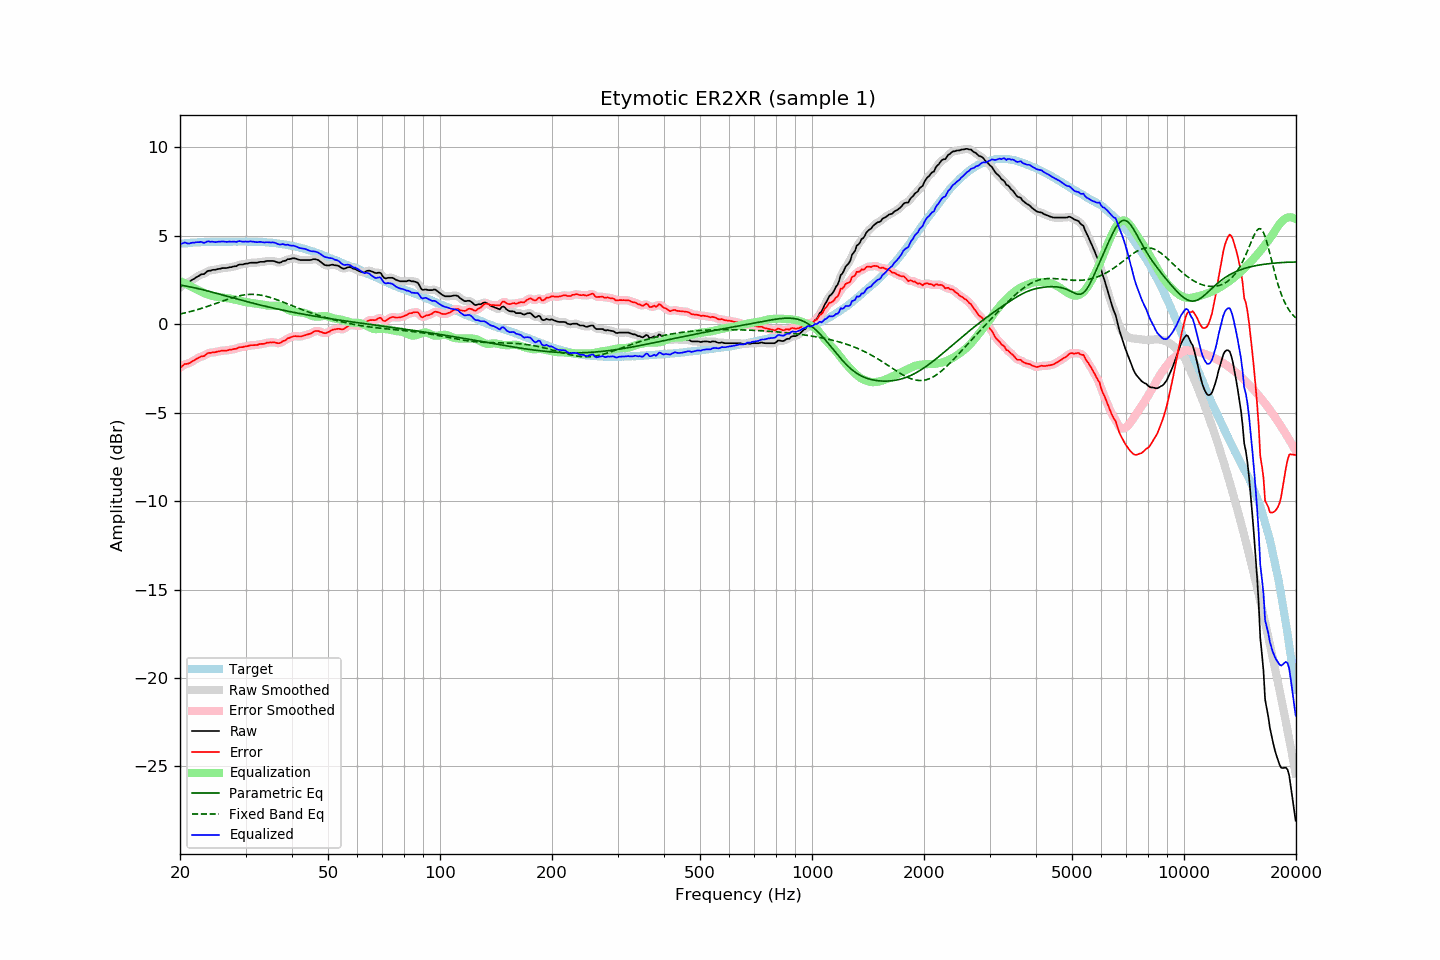 Etymotic ER2XR (sample 1)
10
5
0
−5
−10
−15
−20
−25
Amplitude (dBr)
Target
Raw Smoothed
Error Smoothed
Raw
Error
Equalization
Parametric Eq
Fixed Band Eq
Equalized
20 50 100 200 500 1000 2000 5000 10000 20000
Frequency (Hz)